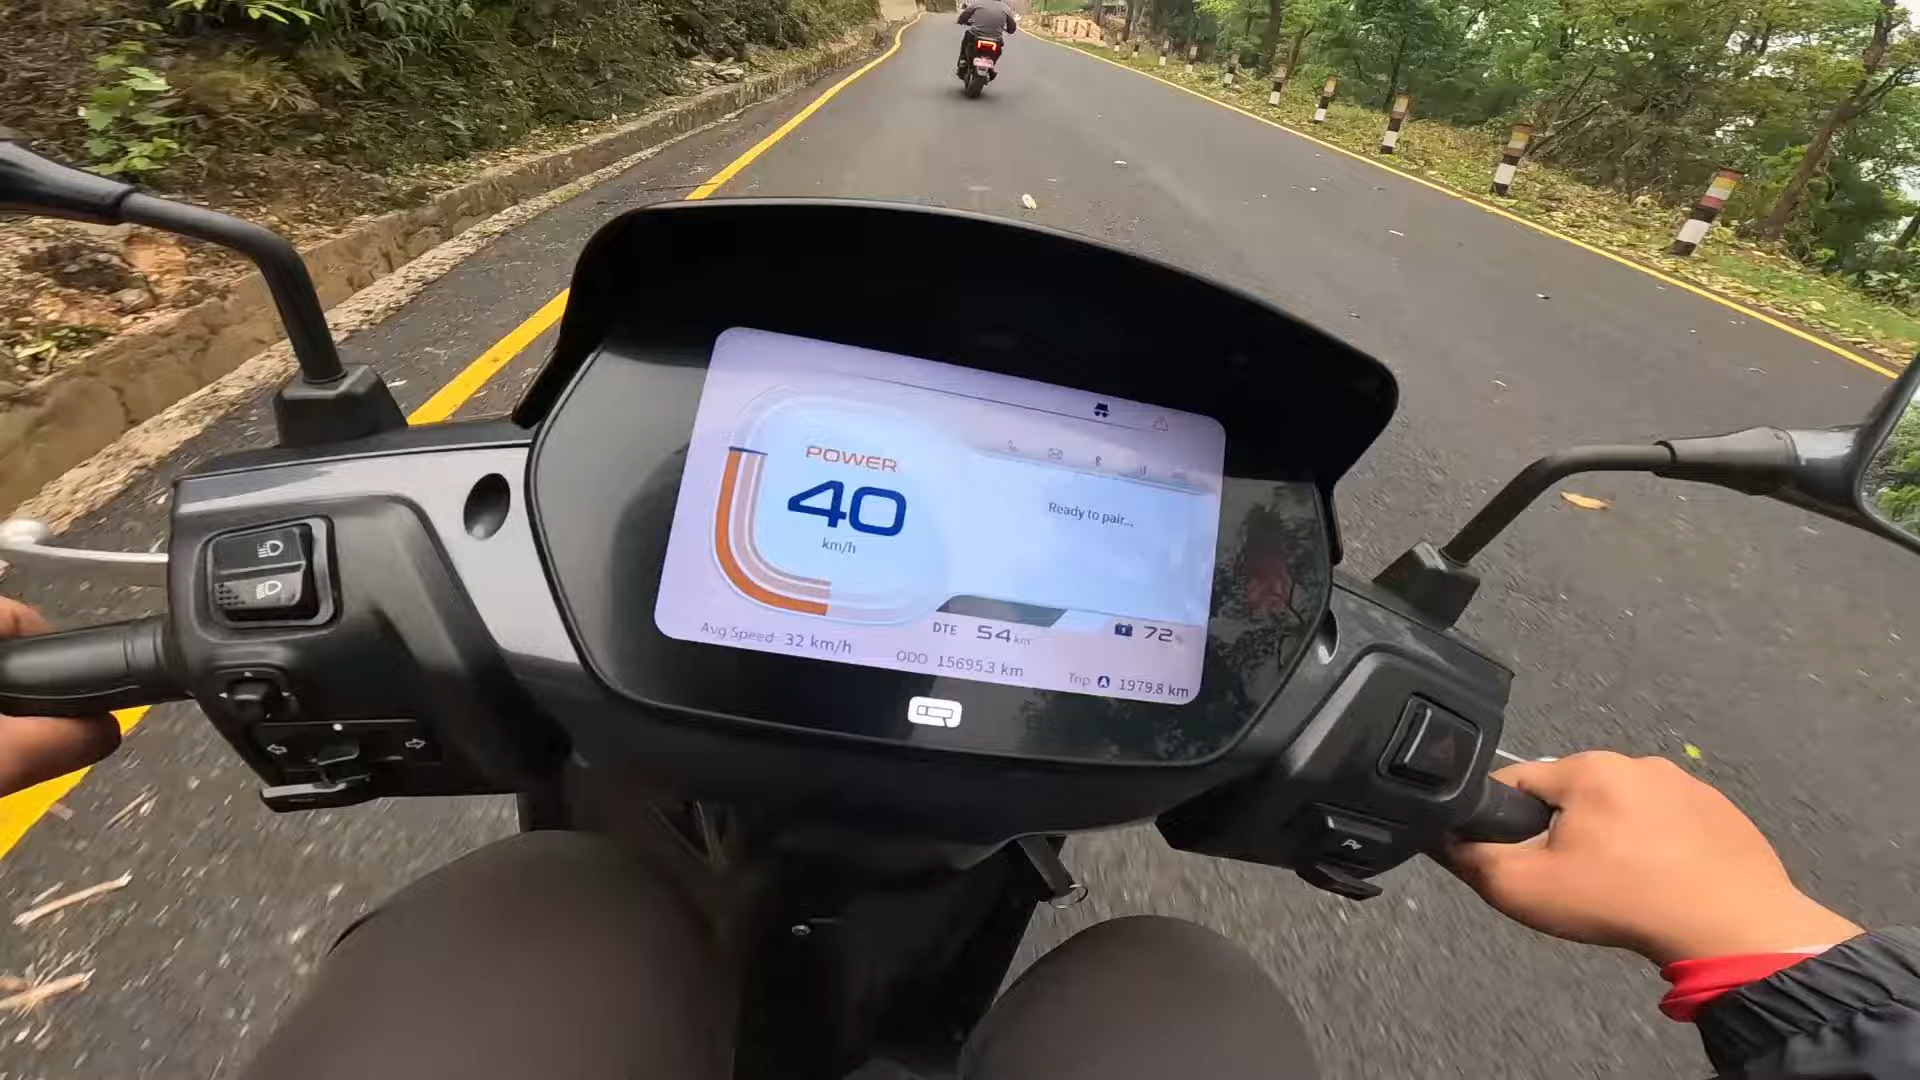 POWER
40
km/h
Ready to pair...
DTE 54 km
72%
Avg Speed 32 km/h
ODO 15695.3 km
Trip A 1979.8 km